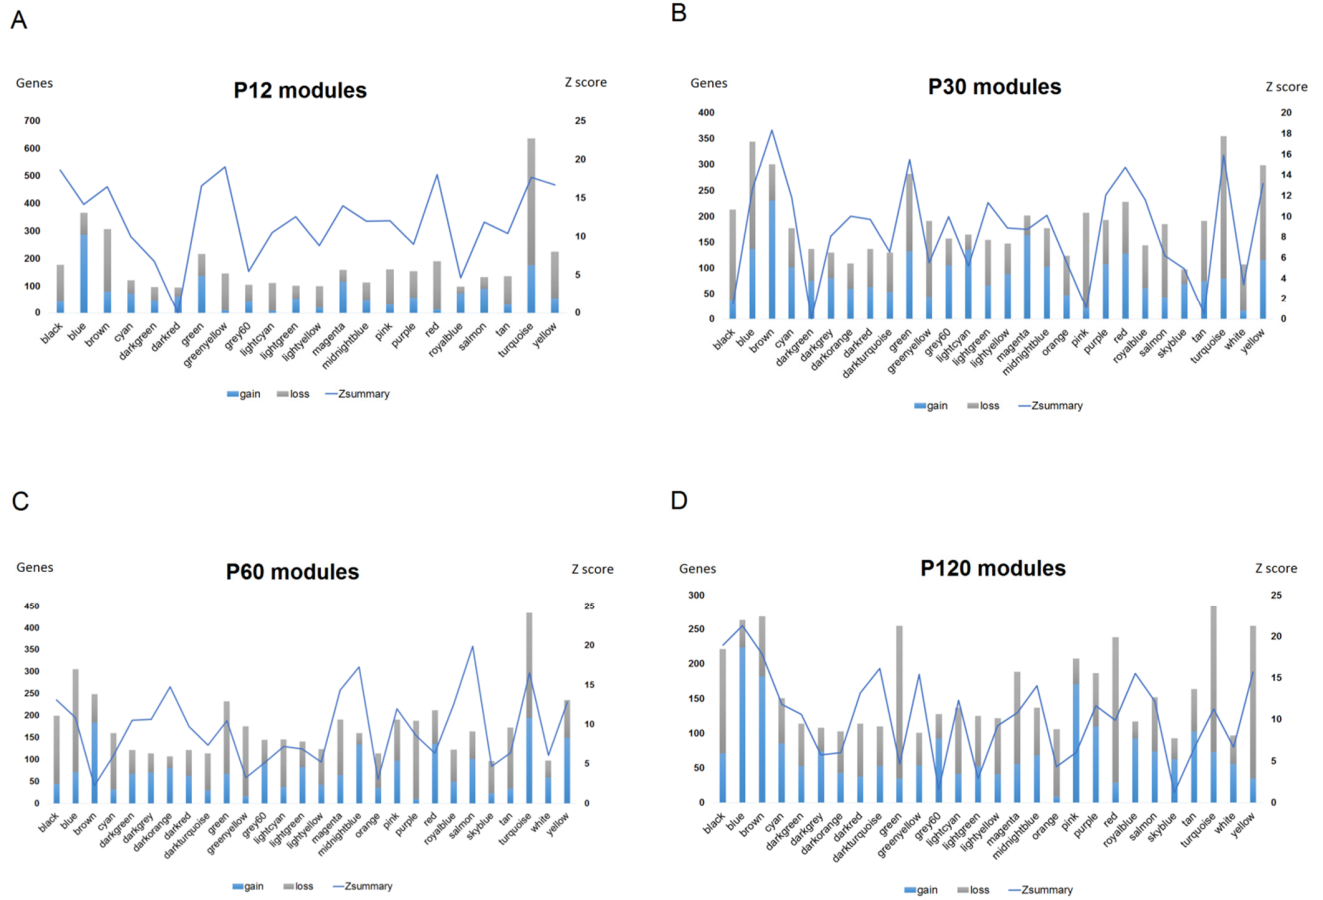 A
Genes
P12 modules
Z score
700
600
500
400
300
200
100
0
25
20
15
10
5
0
black
blue
brown
cyan
darkgreen
darkred
green
greenyellow
grey60
lightcyan
lightgreen
lightyellow
magenta
midnightblue
pink
purple
red
royalblue
salmon
tan
turquoise
yellow
gain loss Zsummary
B
Genes
P30 modules
Z score
400
350
300
250
200
150
100
50
0
20
18
16
14
12
10
8
6
4
2
0
black
blue
brown
cyan
darkgreen
darkgrey
darkorange
darkred
darkturquoise
green
greenyellow
grey60
lightcyan
lightgreen
lightyellow
magenta
midnightblue
orange
pink
purple
red
royalblue
salmon
skyblue
tan
turquoise
white
yellow
gain loss Zsummary
C
Genes
P60 modules
Z score
450
400
350
300
250
200
150
100
50
0
25
20
15
10
5
0
black
blue
brown
cyan
darkgreen
darkgrey
darkorange
darkred
darkturquoise
green
greenyellow
grey60
lightcyan
lightgreen
lightyellow
magenta
midnightblue
orange
pink
purple
red
royalblue
salmon
skyblue
tan
turquoise
white
yellow
gain loss Zsummary
D
Genes
P120 modules
Z score
300
250
200
150
100
50
0
25
20
15
10
5
0
black
blue
brown
cyan
darkgreen
darkgrey
darkorange
darkred
darkturquoise
green
greenyellow
grey60
lightcyan
lightgreen
lightyellow
magenta
midnightblue
orange
pink
purple
red
royalblue
salmon
skyblue
tan
turquoise
white
yellow
gain loss Zsummary